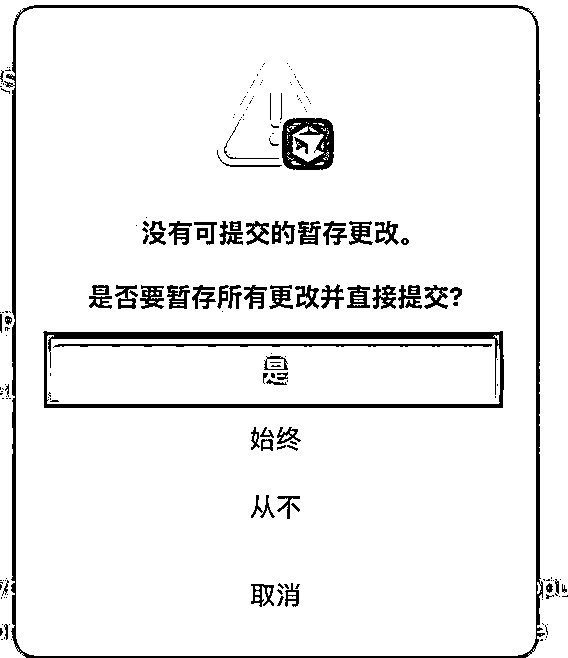 没有可提交的暂存更改。
是否要暂存所有更改并直接提交?
是
始终
从不
取消